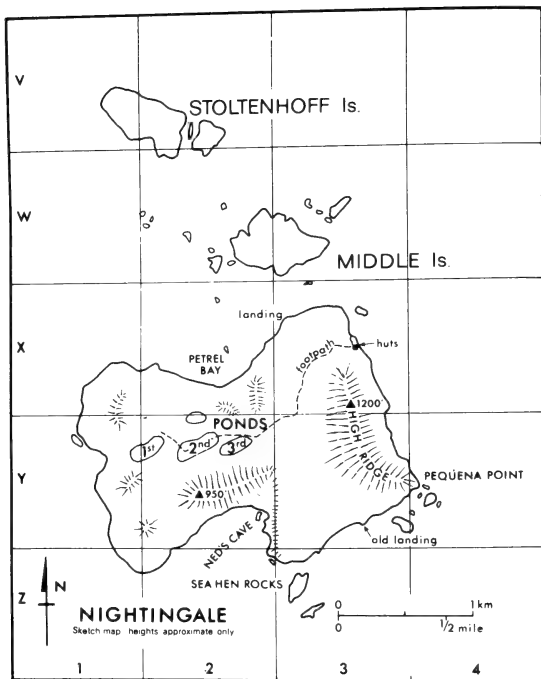 V
STOLTENHOFF Is.
W
MIDDLE Is.
landing
X
PETREL
BAY
footpath
huts
1200'
PONDS
1st
2nd
3rd
HIGH RIDGE
Y
950'
PEQUENA POINT
NED'S CAVE
old landing
SEA HEN ROCKS
N
Z
NIGHTINGALE
Sketch map heights approximate only
0 1 km
0 1/2 mile
1 2 3 4